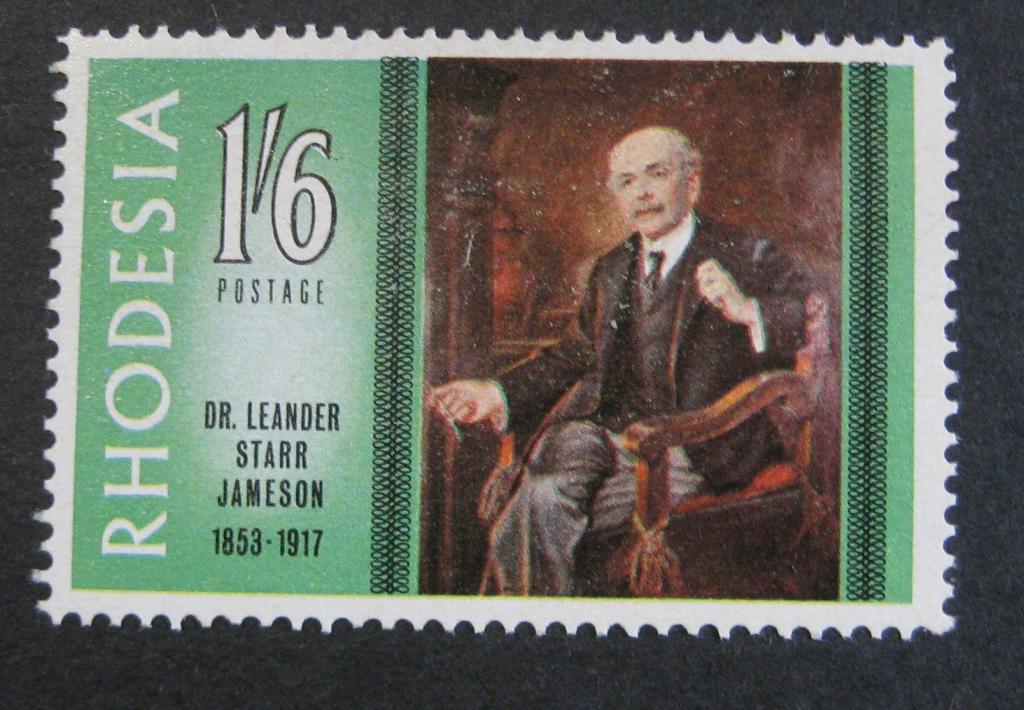 RHODESIA
1'/6
POSTAGE
DR. LEANDER
STARR
JAMESON
1853-1917